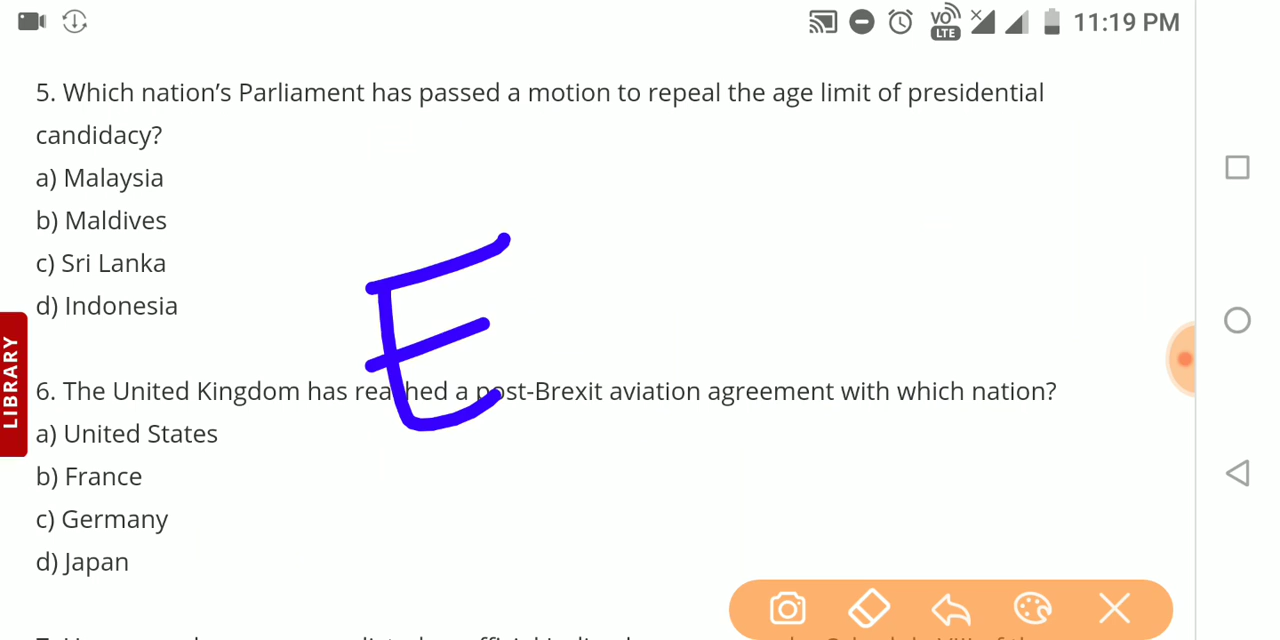 VO
LTE
11:19 PM
5. Which nation’s Parliament has passed a motion to repeal the age limit of presidential
candidacy?
a) Malaysia
b) Maldives
c) Sri Lanka
d) Indonesia
E
LIBRARY
6. The United Kingdom has reached a post-Brexit aviation agreement with which nation?
a) United States
b) France
c) Germany
d) Japan